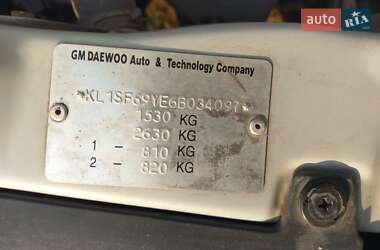 auto RIA
GM DAEWOO Auto & Technology Company
*KL1SF69YE6B034097*
1530 KG
2630 KG
1 - 810 KG
2 - 820 KG